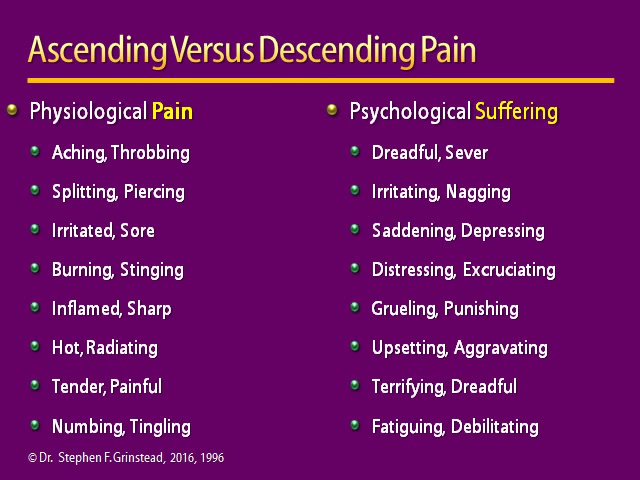 Ascending Versus Descending Pain
Physiological Pain
Aching, Throbbing
Splitting, Piercing
Irritated, Sore
Burning, Stinging
Inflamed, Sharp
Hot, Radiating
Tender, Painful
Numbing, Tingling
Psychological Suffering
Dreadful, Sever
Irritating, Nagging
Saddening, Depressing
Distressing, Excruciating
Grueling, Punishing
Upsetting, Aggravating
Terrifying, Dreadful
Fatiguing, Debilitating
© Dr. Stephen F. Grinstead, 2016, 1996